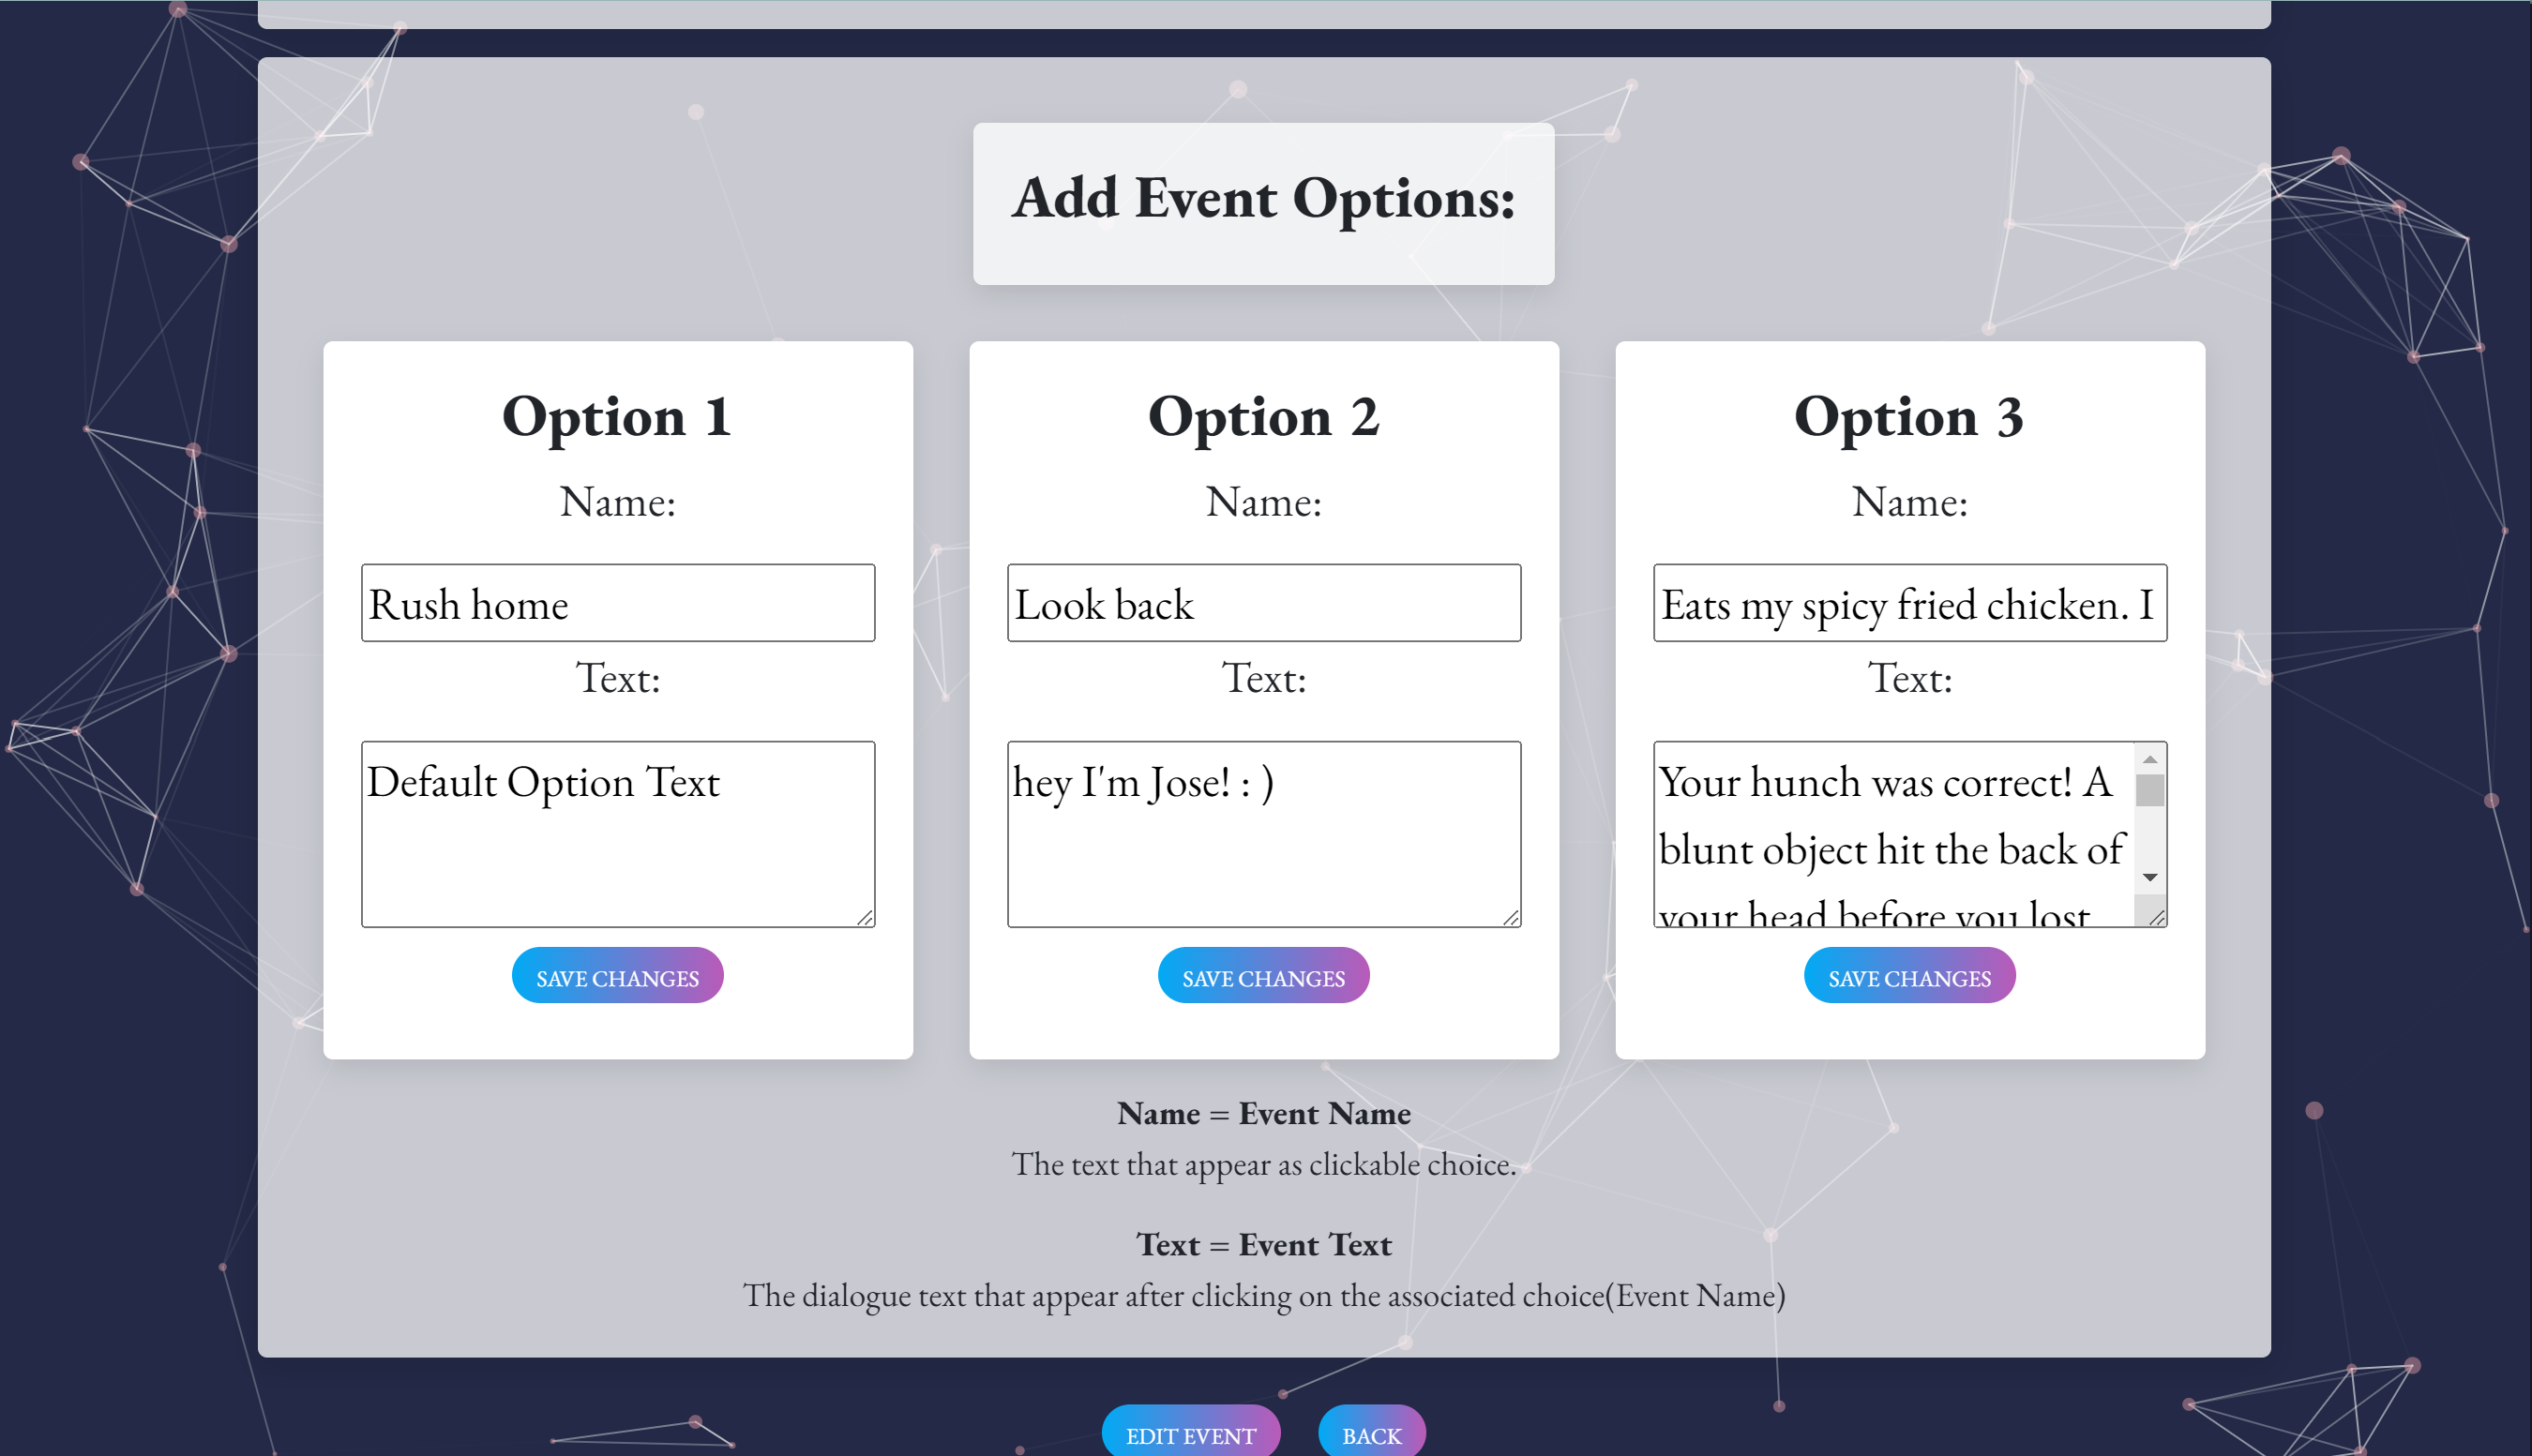 Add Event Options:
Option 1
Name:
Rush home
Text:
Default Option Text
SAVE CHANGES
Option 2
Name:
Look back
Text:
hey I'm Jose! : )
SAVE CHANGES
Option 3
Name:
Eats my spicy fried chicken. I
Text:
Your hunch was correct! A
blunt object hit the back of
your head before you lost
SAVE CHANGES
Name = Event Name
The text that appear as clickable choice.
Text = Event Text
The dialogue text that appear after clicking on the associated choice(Event Name)
EDIT EVENT
BACK